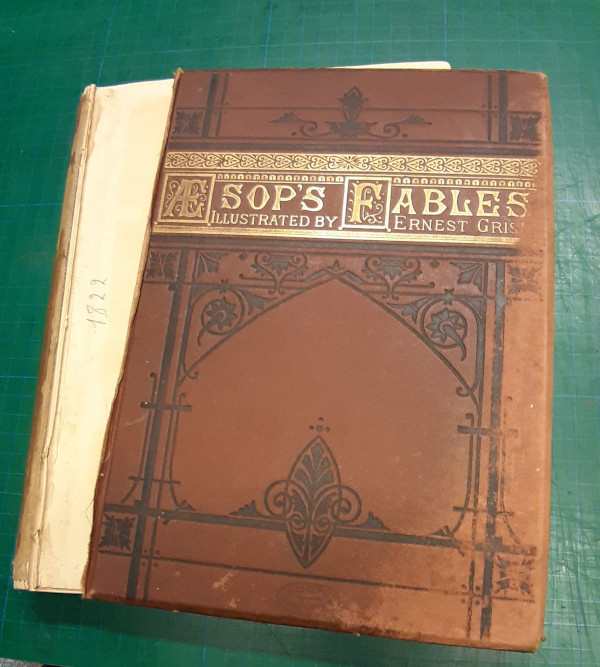 ÆSOP'S FABLES
ILLUSTRATED BY ERNEST GRIS
1822